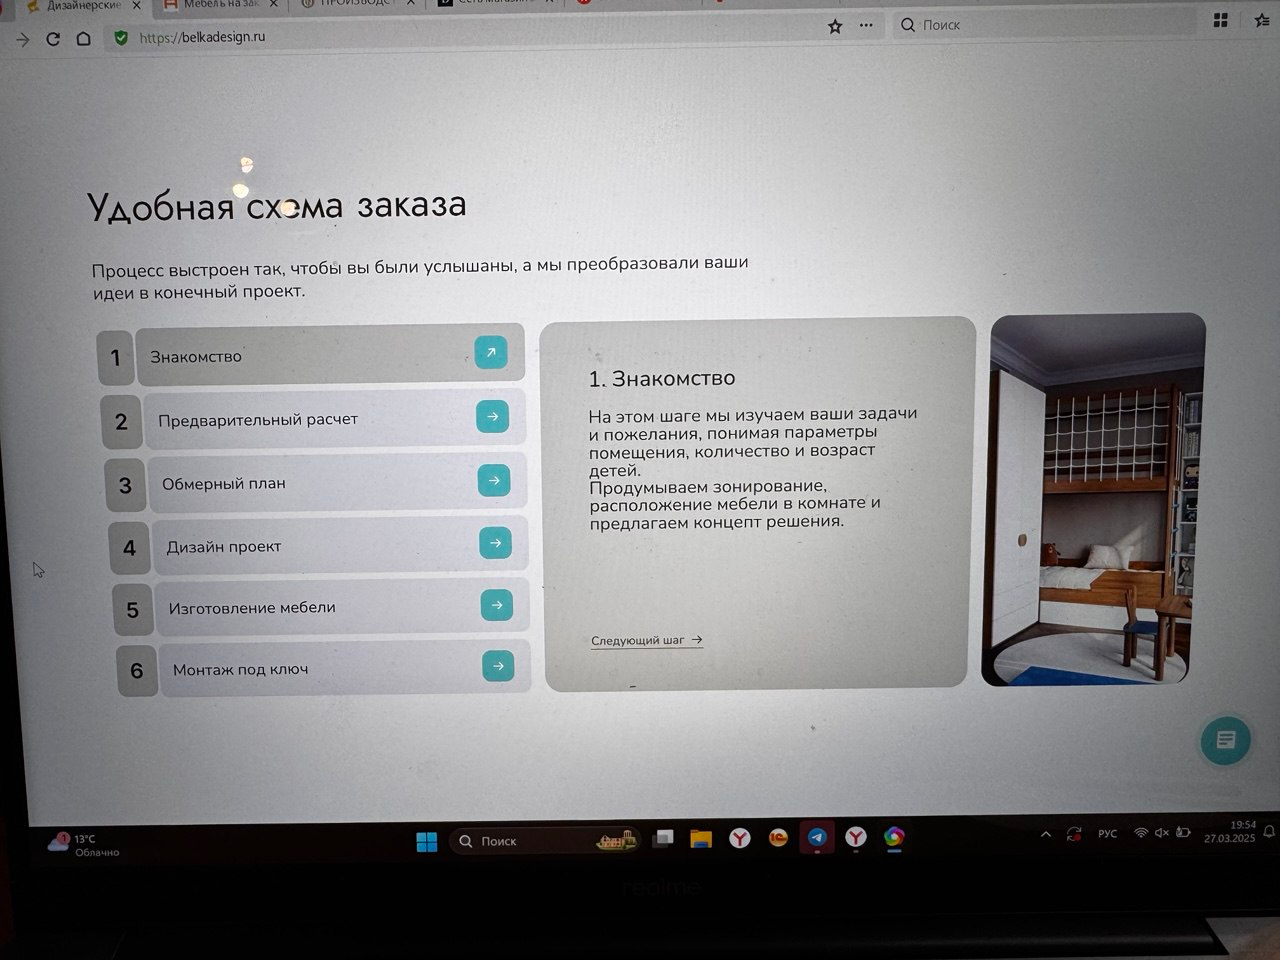 Дизайнерские
Мебель на зак
https://belkadesign.ru
Поиск
Удобная схема заказа
Процесс выстроен так, чтобы вы были услышаны, а мы преобразовали ваши
идеи в конечный проект.
1 Знакомство
2 Предварительный расчет
3 Обмерный план
4 Дизайн проект
5 Изготовление мебели
6 Монтаж под ключ
1. Знакомство
На этом шаге мы изучаем ваши задачи
и пожелания, понимая параметры
помещения, количество и возраст
детей.
Продумываем зонирование,
расположение мебели в комнате и
предлагаем концепт решения.
Следующий шаг →
1
13°C
Облачно
Поиск
РУС
19:54
27.03.2025
realme